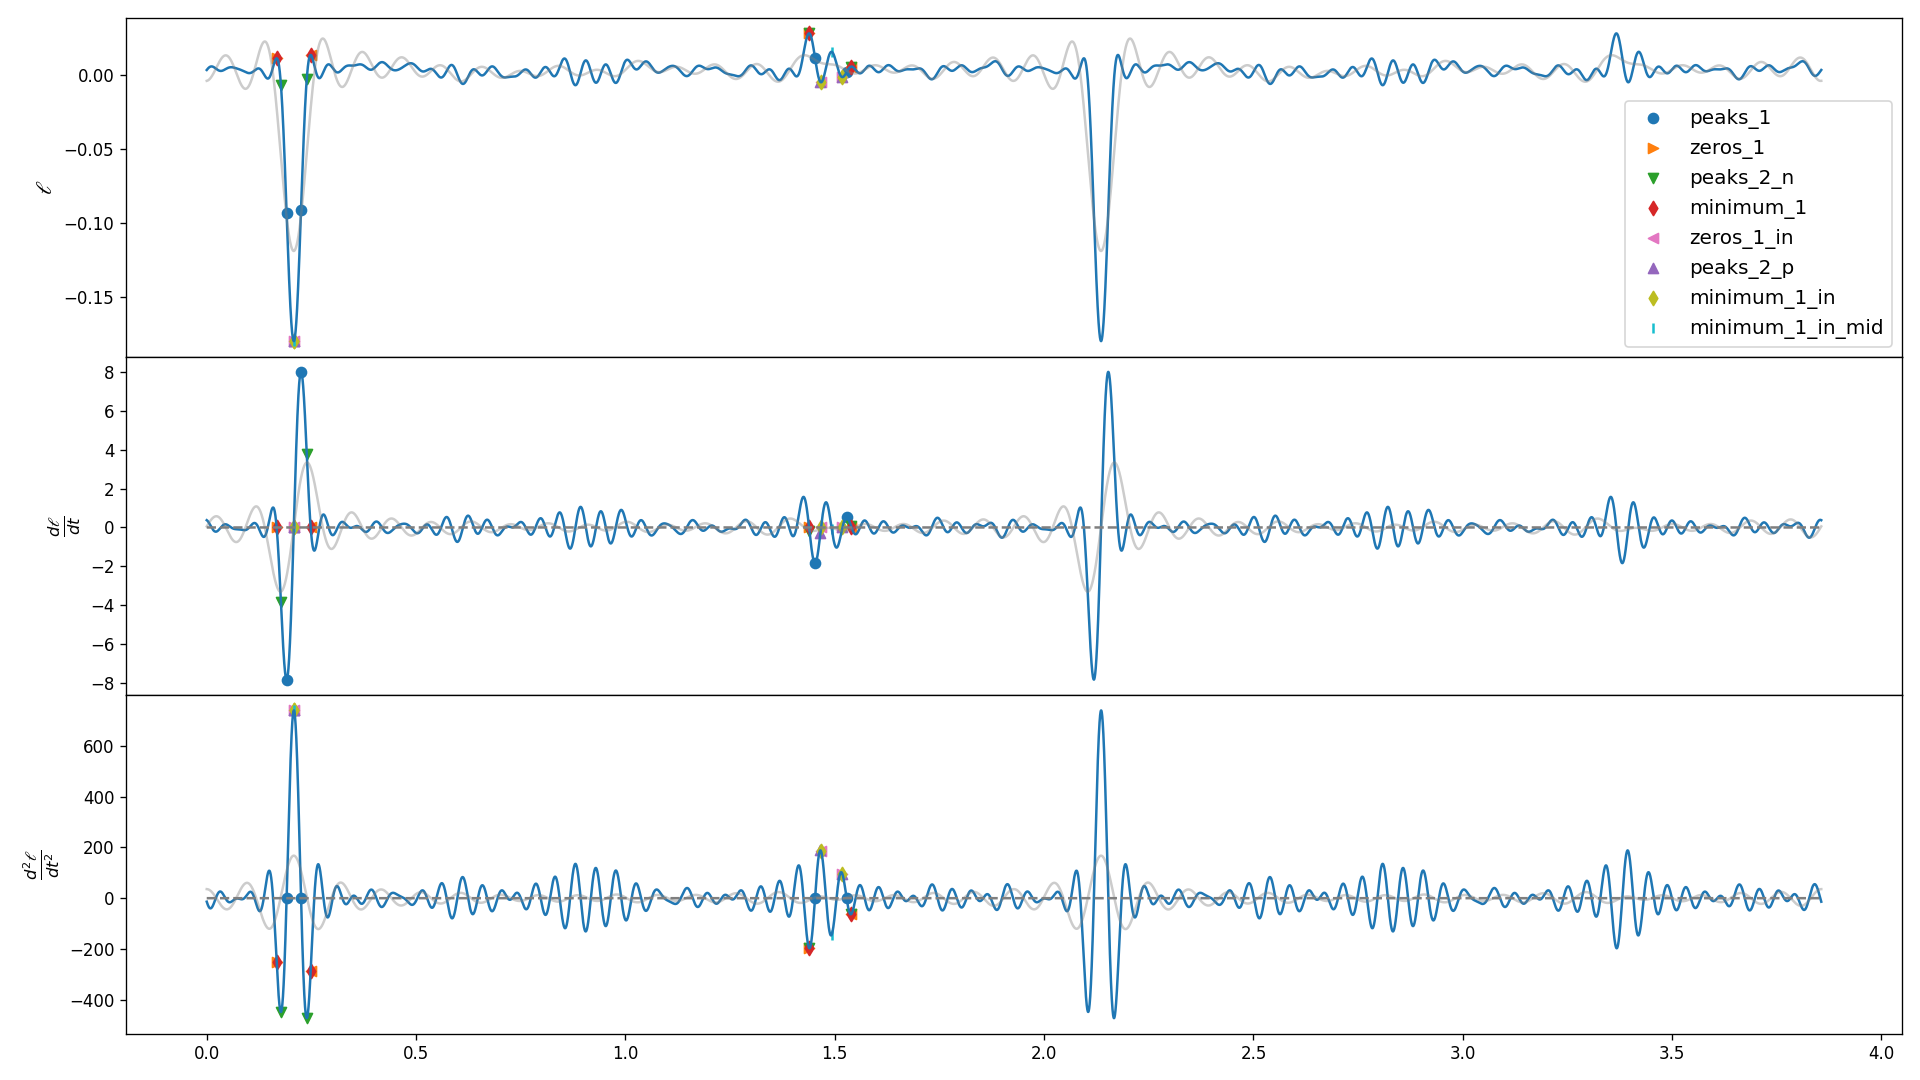 0.00
−0.05
−0.10
−0.15
ℓ
peaks_1
zeros_1
peaks_2_n
minimum_1
zeros_1_in
peaks_2_p
minimum_1_in
minimum_1_in_mid
8
6
4
2
0
−2
−4
−6
−8
dℓ
dt
600
400
200
0
−200
−400
d²ℓ
dt²
0.0 0.5 1.0 1.5 2.0 2.5 3.0 3.5 4.0